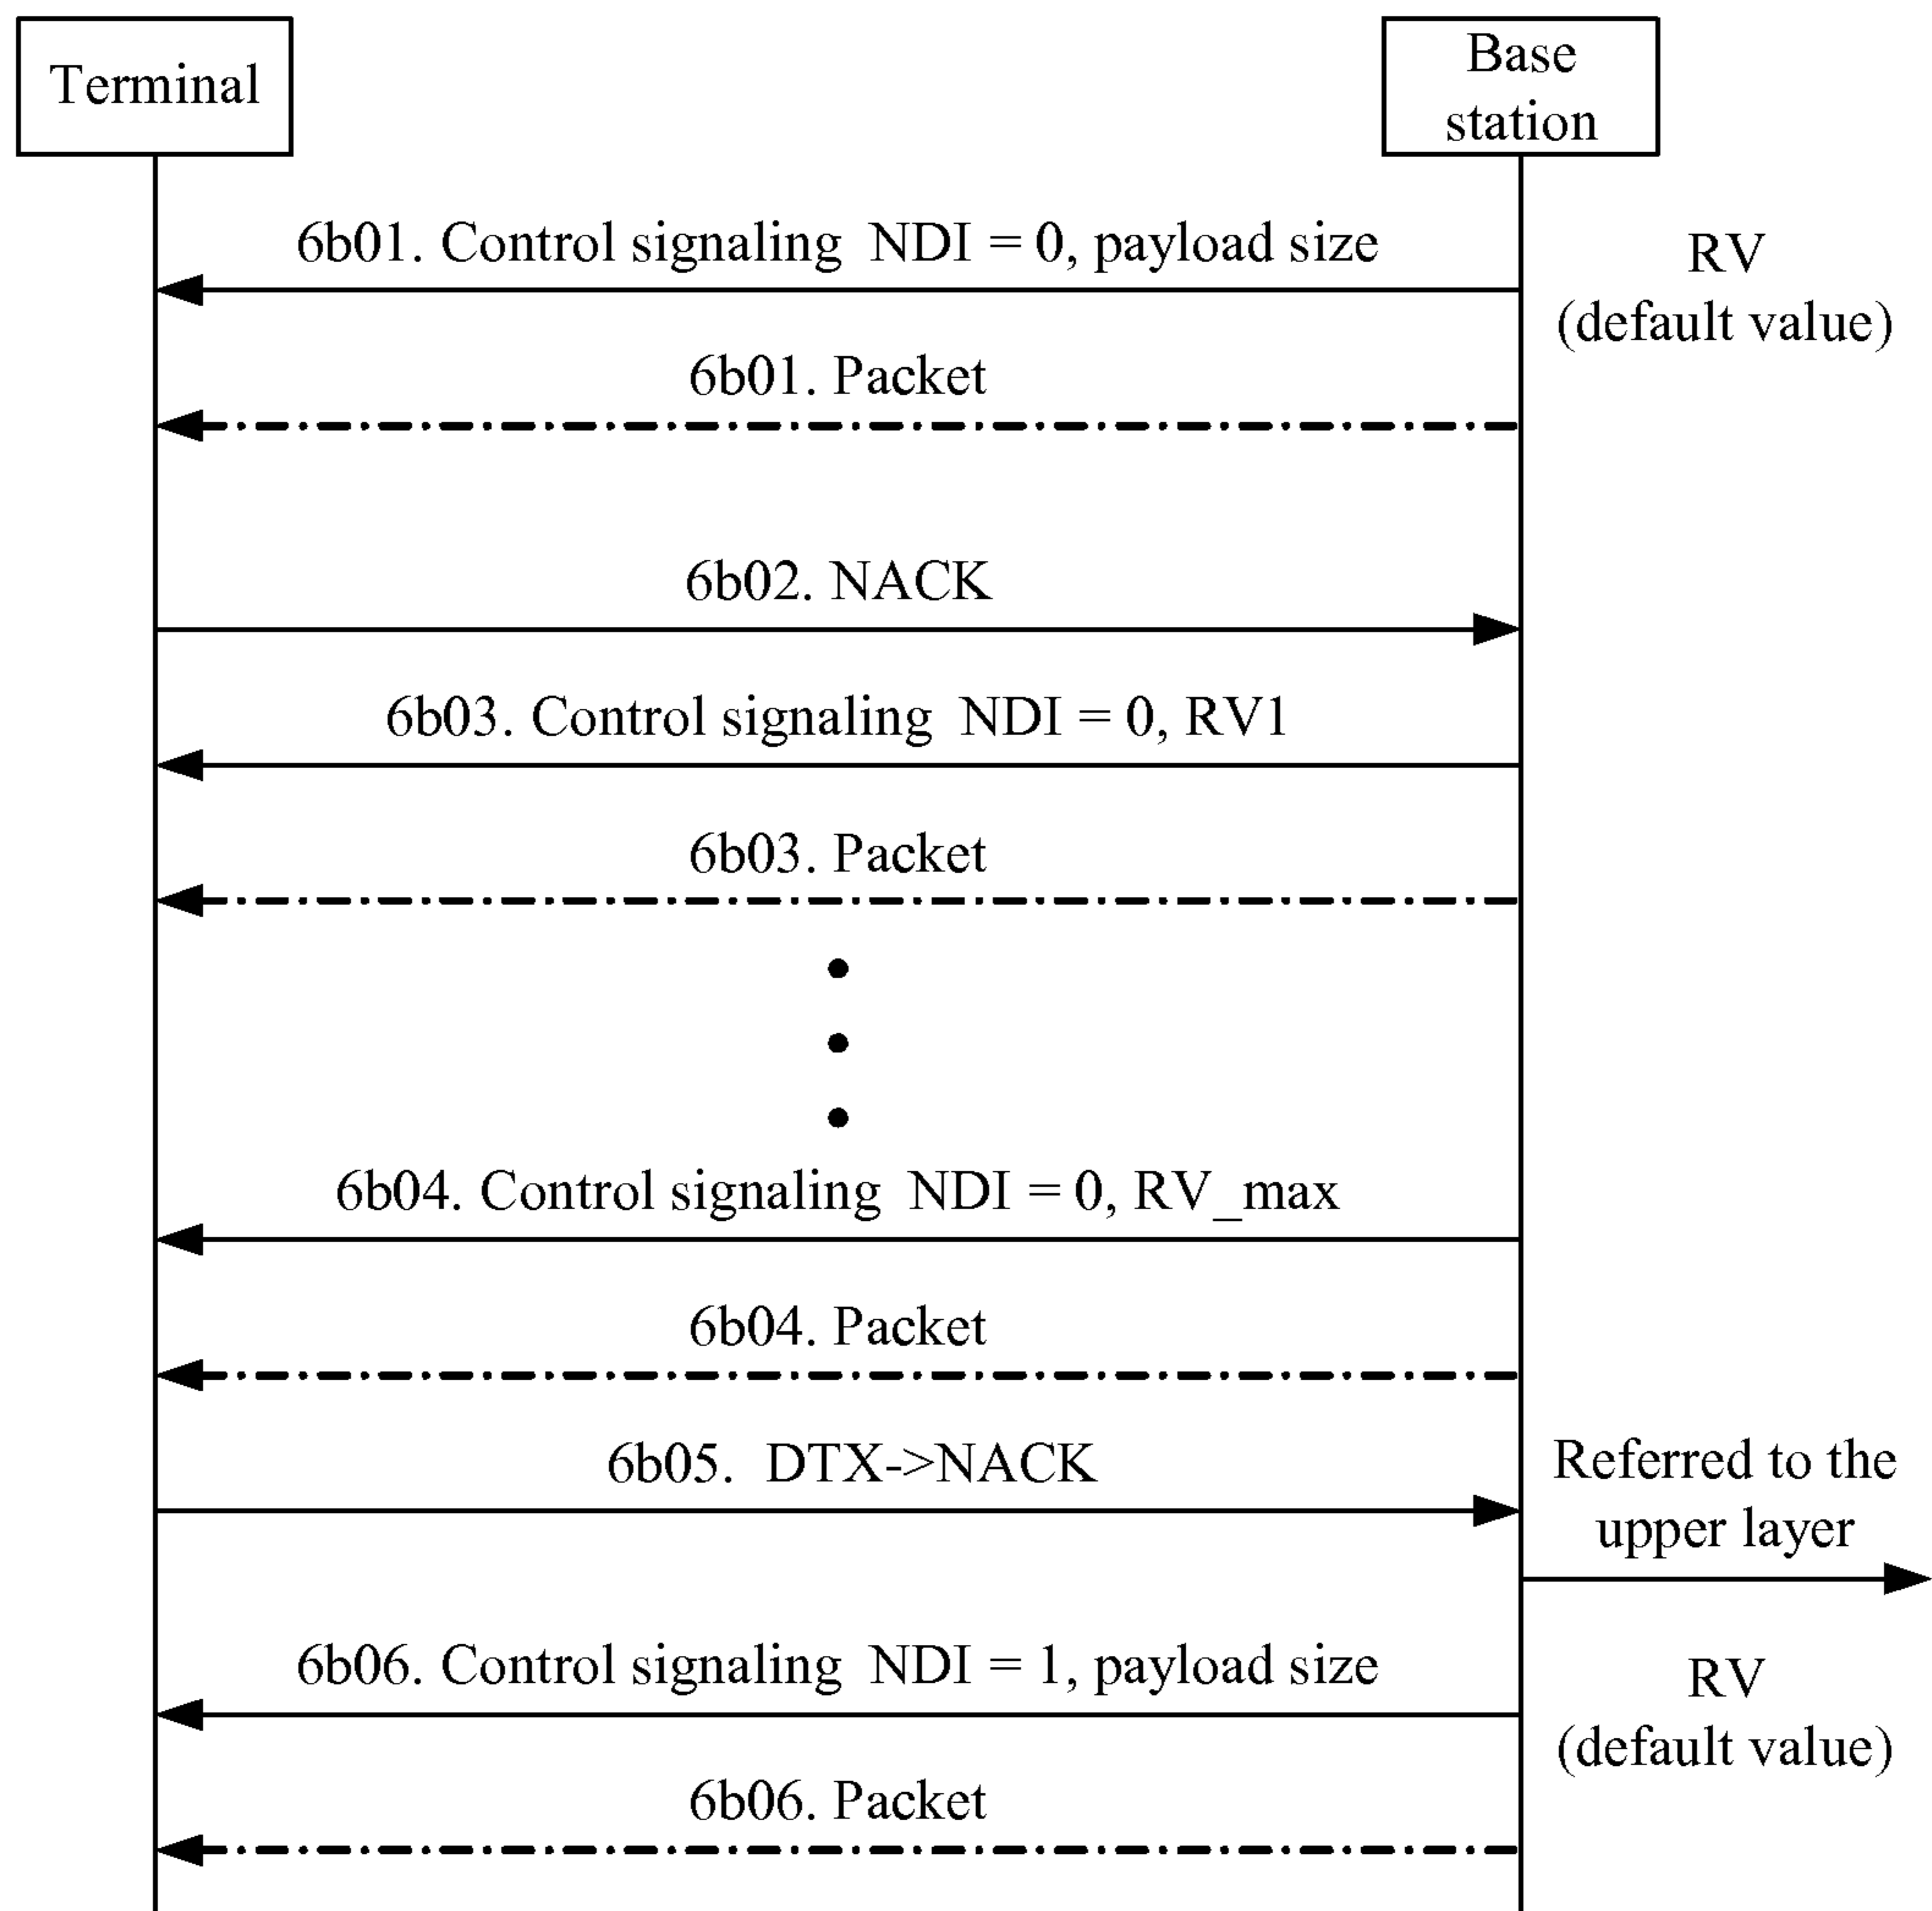 Terminal
Base
station
6b01. Control signaling NDI = 0, payload size
RV
(default value)
6b01. Packet
6b02. NACK
6b03. Control signaling NDI = 0, RV1
6b03. Packet
6b04. Control signaling NDI = 0, RV_max
6b04. Packet
6b05. DTX->NACK
Referred to the
upper layer
6b06. Control signaling NDI = 1, payload size
RV
(default value)
6b06. Packet